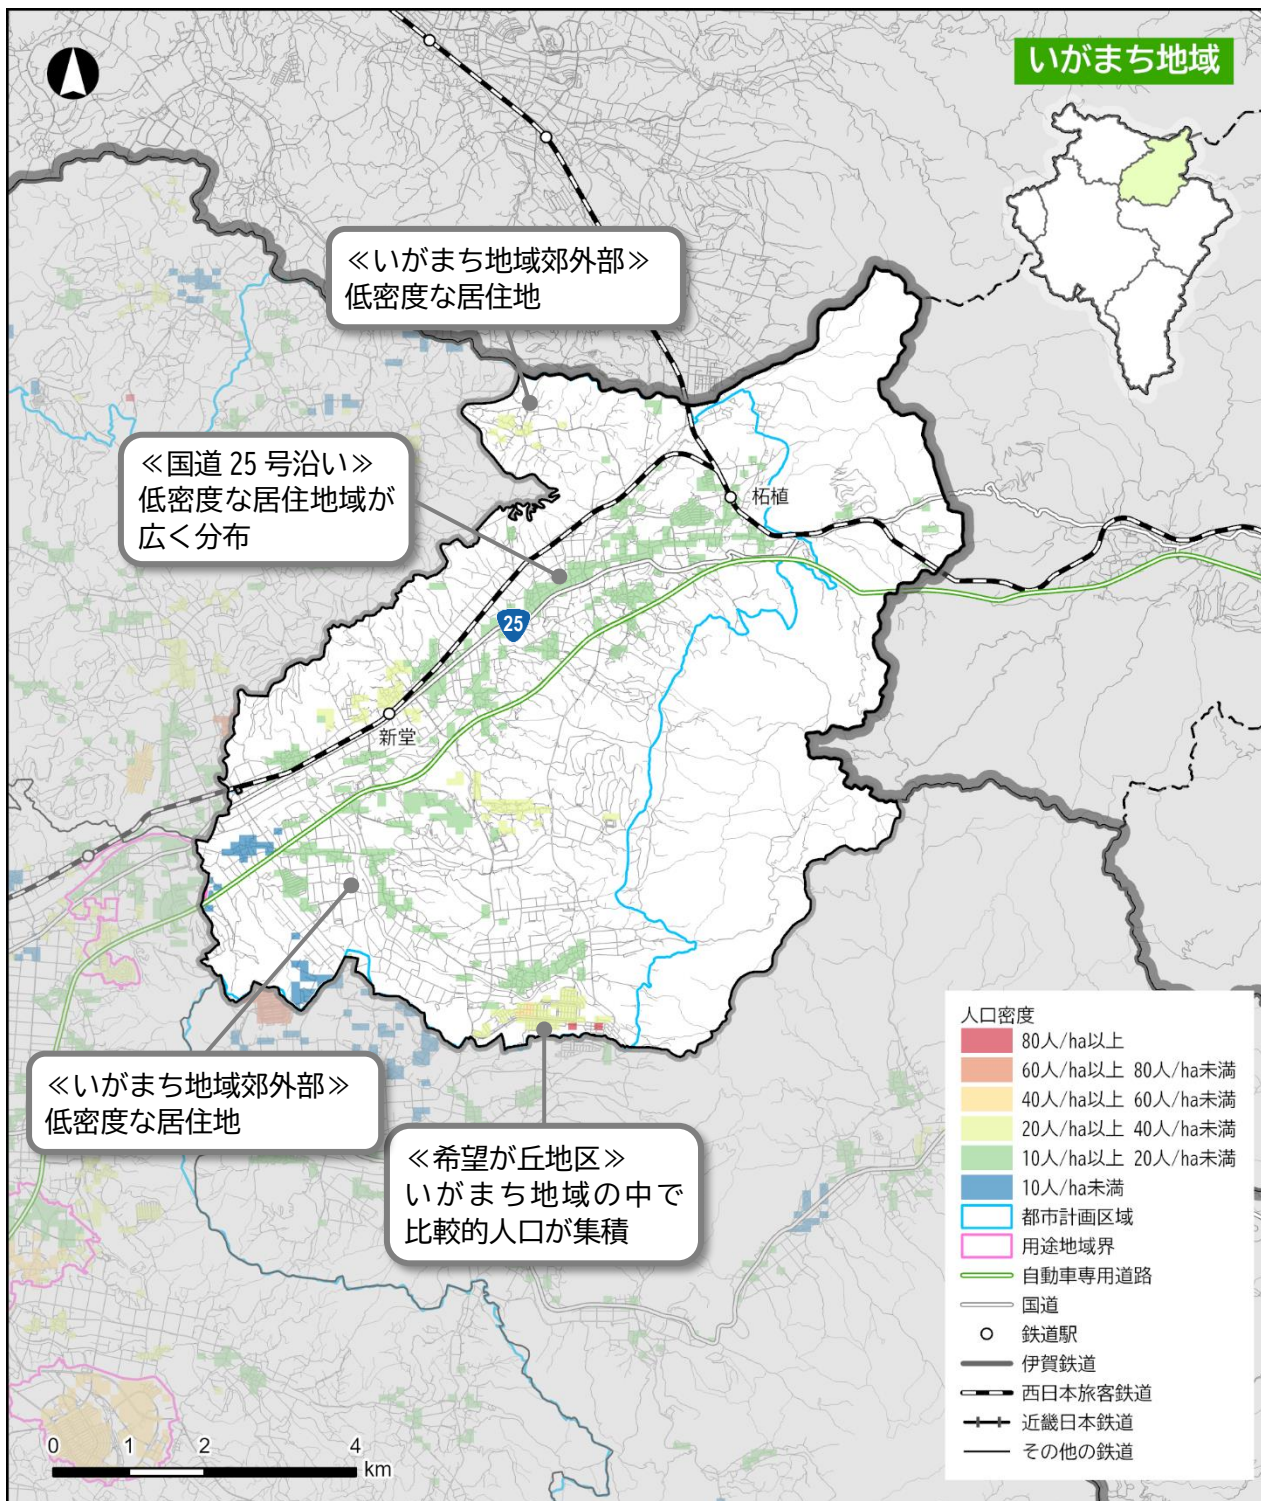 いがまち地域
≪いがまち地域郊外部≫
低密度な居住地
≪国道25号沿い≫
低密度な居住地域が
広く分布
柘植
25
新堂
≪いがまち地域郊外部≫
低密度な居住地
≪希望が丘地区≫
いがまち地域の中で
比較的人口が集積
人口密度
80人/ha以上
60人/ha以上 80人/ha未満
40人/ha以上 60人/ha未満
20人/ha以上 40人/ha未満
10人/ha以上 20人/ha未満
10人/ha未満
都市計画区域
用途地域界
自動車専用道路
国道
鉄道駅
伊賀鉄道
西日本旅客鉄道
近畿日本鉄道
その他の鉄道
0 1 2 4
km